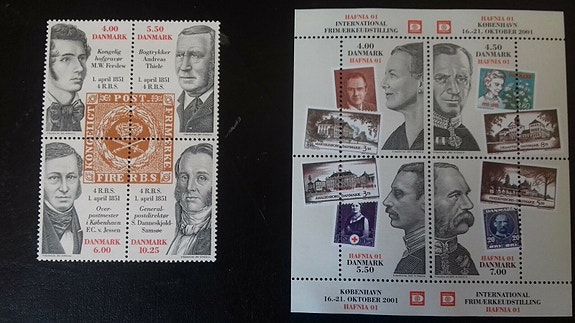 4.00
DANMARK
Kongelig
hofgravør
M.W. Ferslew
1. april 1851
4 R.B.S.
5.50
DANMARK
Bogtrykker
Andreas
Thiele
1. april 1851
4 R.B.S.
KONGELIGT POST FRIMÆRKE
FIRE R.B.S.
4 R.B.S.
1. april 1851
Over-
postmester
i København
F.C. v. Jessen
DANMARK
6.00
4 R.B.S.
1. april 1851
General-
postdirektør
S. Danneskjold-
Samsøe
DANMARK
10.25
HAFNIA 01
INTERNATIONAL
FRIMÆRKEUDSTILLING
HAFNIA 01
KØBENHAVN
16.-21. OKTOBER 2001
4.00
DANMARK
HAFNIA 01
4.50
DANMARK
HAFNIA 01
HAFNIA 01
DANMARK
5.50
HAFNIA 01
DANMARK
7.00
KØBENHAVN
16.-21. OKTOBER 2001
HAFNIA 01
INTERNATIONAL
FRIMÆRKEUDSTILLING
HAFNIA 01